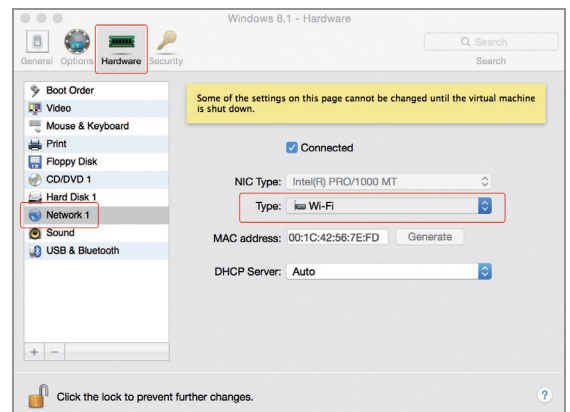 Windows 8.1 - Hardware
General Options Hardware Security
Search
Search
Boot Order
Video
Mouse & Keyboard
Print
Floppy Disk
CD/DVD 1
Hard Disk 1
Network 1
Sound
USB & Bluetooth
Some of the settings on this page cannot be changed until the virtual machine
is shut down.
Connected
NIC Type: Intel(R) PRO/1000 MT
Type: Wi-Fi
MAC address: 00:1C:42:56:7E:FD Generate
DHCP Server: Auto
+ −
Click the lock to prevent further changes.
?